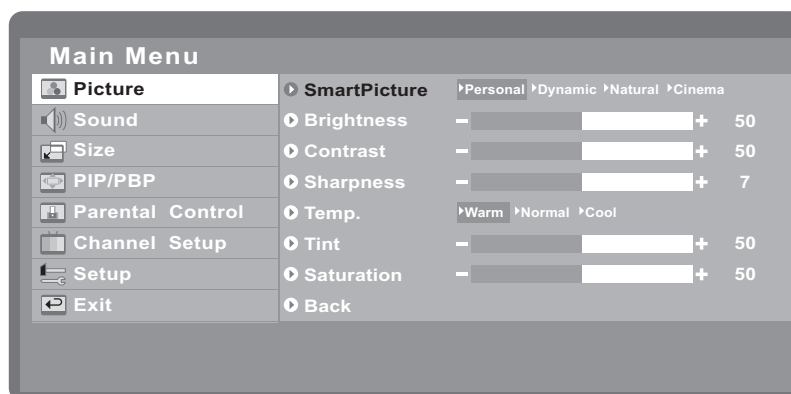 Main Menu
Picture
SmartPicture Personal Dynamic Natural Cinema
Sound
Brightness - + 50
Size
Contrast - + 50
PIP/PBP
Sharpness - + 7
Parental Control
Temp. Warm Normal Cool
Channel Setup
Tint - + 50
Setup
Saturation - + 50
Exit
Back